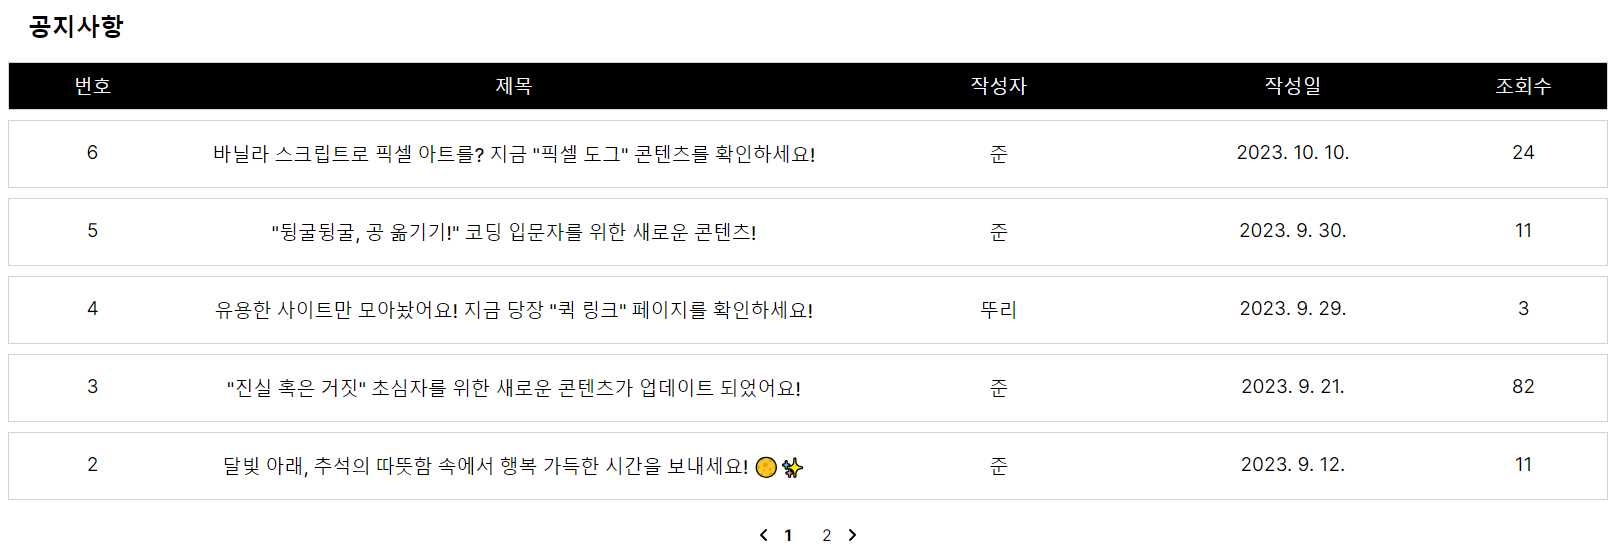 공지사항
번호 제목 작성자 작성일 조회수
6 바닐라 스크립트로 픽셀 아트를? 지금 "픽셀 도그" 콘텐츠를 확인하세요! 준 2023. 10. 10. 24
5 "뒹굴뒹굴, 공 옮기기!" 코딩 입문자를 위한 새로운 콘텐츠! 준 2023. 9. 30. 11
4 유용한 사이트만 모아놨어요! 지금 당장 "퀵 링크" 페이지를 확인하세요! 뚜리 2023. 9. 29. 3
3 "진실 혹은 거짓" 초심자를 위한 새로운 콘텐츠가 업데이트 되었어요! 준 2023. 9. 21. 82
2 달빛 아래, 추석의 따뜻함 속에서 행복 가득한 시간을 보내세요! 🌕✨ 준 2023. 9. 12. 11
1 2